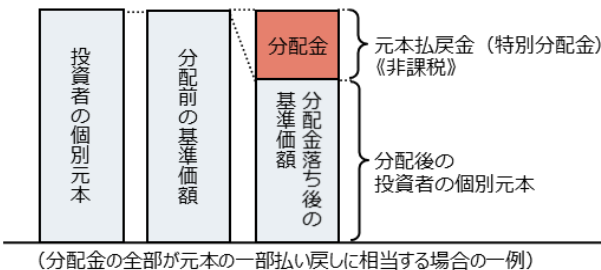 投資者の個別元本
分配前の基準価額
分配金
分配金落ち後の
基準価額
元本払戻金（特別分配金）
《非課税》
分配後の
投資者の個別元本
（分配金の全部が元本の一部払い戻しに相当する場合の一例）